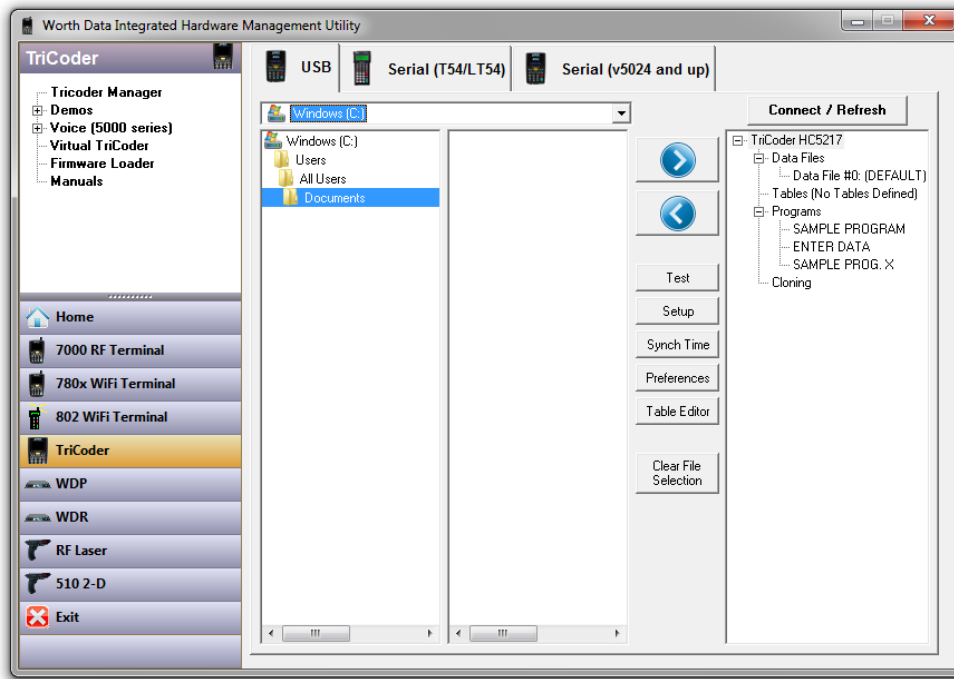 Worth Data Integrated Hardware Management Utility
TriCoder
Tricoder Manager
Demos
Voice (5000 series)
Virtual TriCoder
Firmware Loader
Manuals
Home
7000 RF Terminal
780x WiFi Terminal
802 WiFi Terminal
TriCoder
WDP
WDR
RF Laser
510 2-D
Exit
USB
Serial (T54/LT54)
Serial (v5024 and up)
Windows (C:)
Windows (C:)
Users
All Users
Documents
Test
Setup
Synch Time
Preferences
Table Editor
Clear File
Selection
Connect / Refresh
TriCoder HC5217
Data Files
Data File #0: (DEFAULT)
Tables (No Tables Defined)
Programs
SAMPLE PROGRAM
ENTER DATA
SAMPLE PROG. X
Cloning